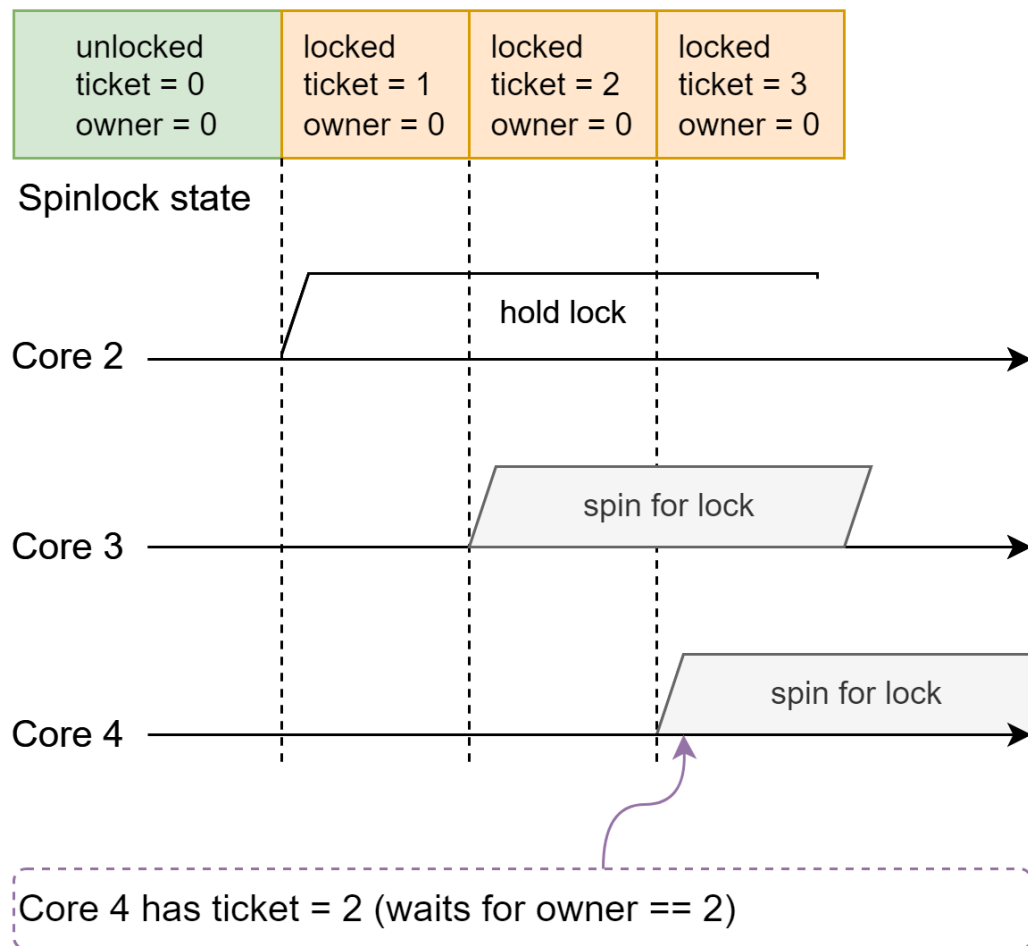 unlocked
ticket = 0
owner = 0
locked
ticket = 1
owner = 0
locked
ticket = 2
owner = 0
locked
ticket = 3
owner = 0
Spinlock state
hold lock
Core 2
spin for lock
Core 3
spin for lock
Core 4
Core 4 has ticket = 2 (waits for owner == 2)